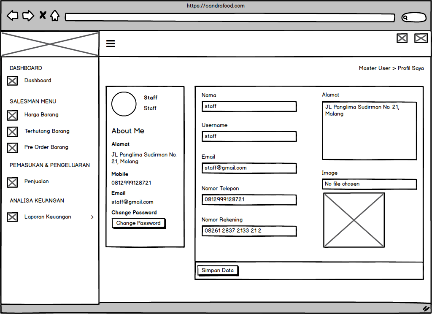 https://candrafood.com
Master User > Profil Saya
DASHBOARD
Dashboard
SALESMAN MENU
Harga Barang
Terhutang Barang
Pre Order Barang
PEMASUKAN & PENGELUARAN
Penjualan
ANALISA KEUANGAN
Laporan Keuangan >
Staff
Staff
About Me
Alamat
JL Panglima Sudirman No
21, Malang
Mobile
0812999128721
Email
staff@gmail.com
Change Password
Change Password
Nama
staff
Username
staff
Email
staff@gmail.com
Nomor Telepon
0812999128721
Nomor Rekening
08261 2837 2133 21 2
Alamat
JL Panglima Sudirman No 21,
Malang
Image
No file chosen
Simpan Data